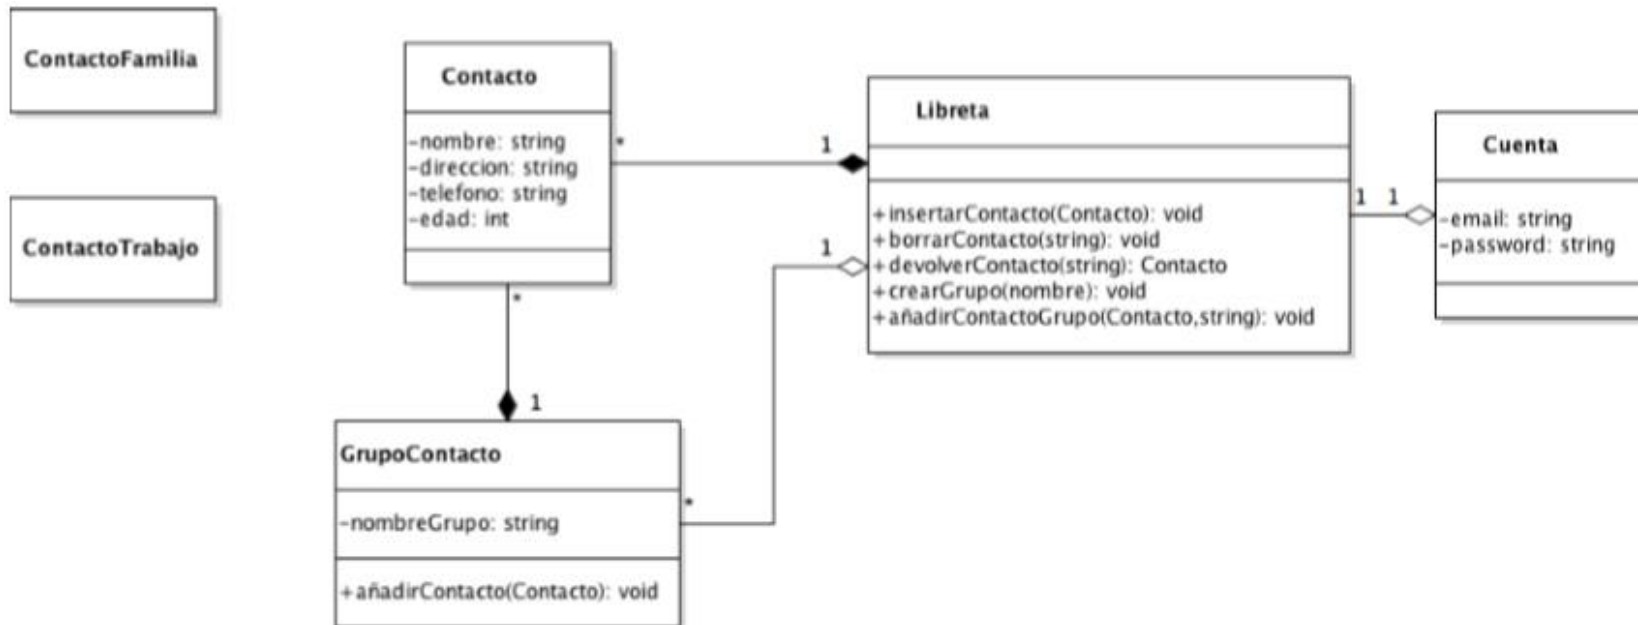 ContactoFamilia
ContactoTrabajo
Contacto
-nombre: string
-direccion: string
-telefono: string
-edad: int
*
1
*
1
GrupoContacto
-nombreGrupo: string
+añadirContacto(Contacto): void
*
1
Libreta
+insertarContacto(Contacto): void
+borrarContacto(string): void
+devolverContacto(string): Contacto
+crearGrupo(nombre): void
+añadirContactoGrupo(Contacto,string): void
1 1
Cuenta
-email: string
-password: string